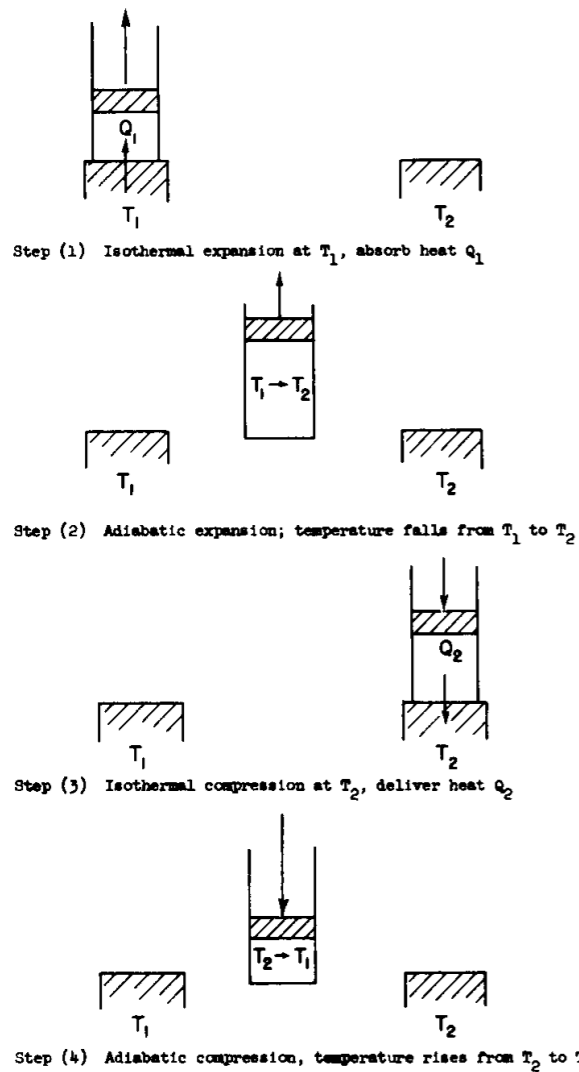 Q₁
T₁
T₂
Step (1) Isothermal expansion at T₁, absorb heat Q₁
T₁ → T₂
T₁
T₂
Step (2) Adiabatic expansion; temperature falls from T₁ to T₂
Q₂
T₁
T₂
Step (3) Isothermal compression at T₂, deliver heat Q₂
T₂ → T₁
T₁
T₂
Step (4) Adiabatic compression, temperature rises from T₂ to T